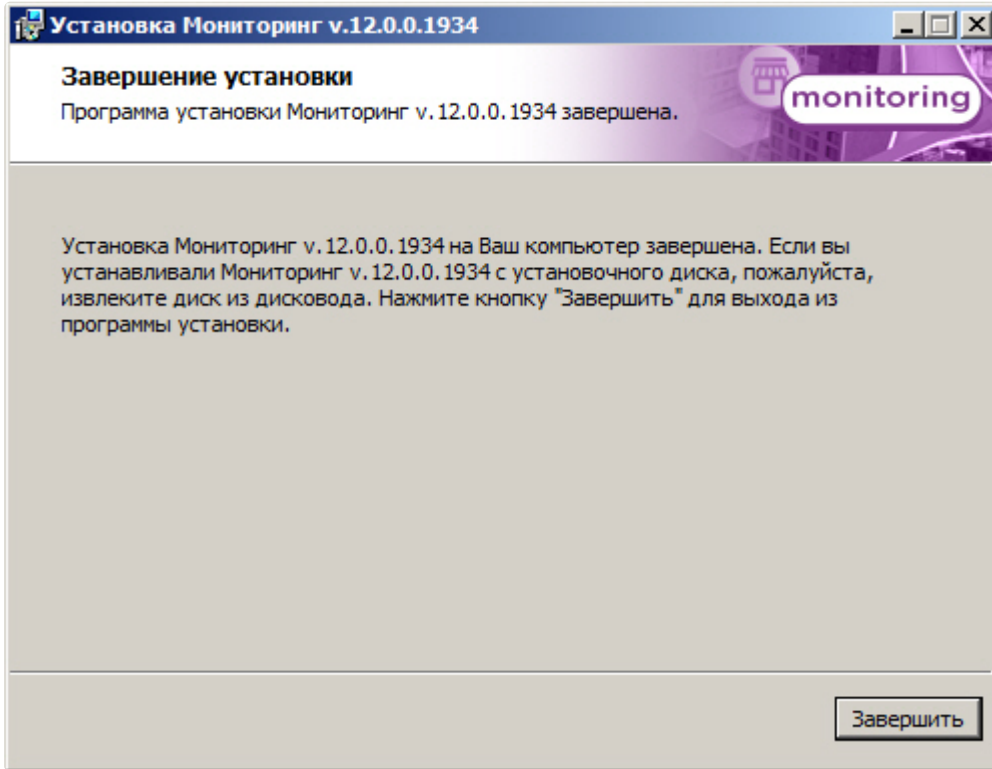 Установка Мониторинг v.12.0.0.1934
Завершение установки
Программа установки Мониторинг v.12.0.0.1934 завершена.
monitoring
Установка Мониторинг v.12.0.0.1934 на Ваш компьютер завершена. Если вы
устанавливали Мониторинг v.12.0.0.1934 с установочного диска, пожалуйста,
извлеките диск из дисковода. Нажмите кнопку "Завершить" для выхода из
программы установки.
Завершить